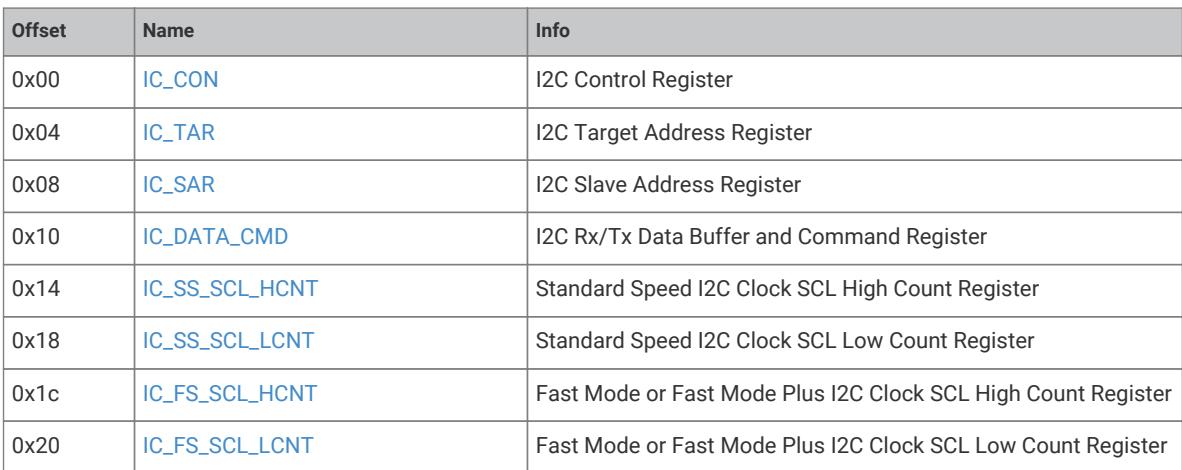 Offset Name Info
0x00 IC_CON I2C Control Register
0x04 IC_TAR I2C Target Address Register
0x08 IC_SAR I2C Slave Address Register
0x10 IC_DATA_CMD I2C Rx/Tx Data Buffer and Command Register
0x14 IC_SS_SCL_HCNT Standard Speed I2C Clock SCL High Count Register
0x18 IC_SS_SCL_LCNT Standard Speed I2C Clock SCL Low Count Register
0x1c IC_FS_SCL_HCNT Fast Mode or Fast Mode Plus I2C Clock SCL High Count Register
0x20 IC_FS_SCL_LCNT Fast Mode or Fast Mode Plus I2C Clock SCL Low Count Register